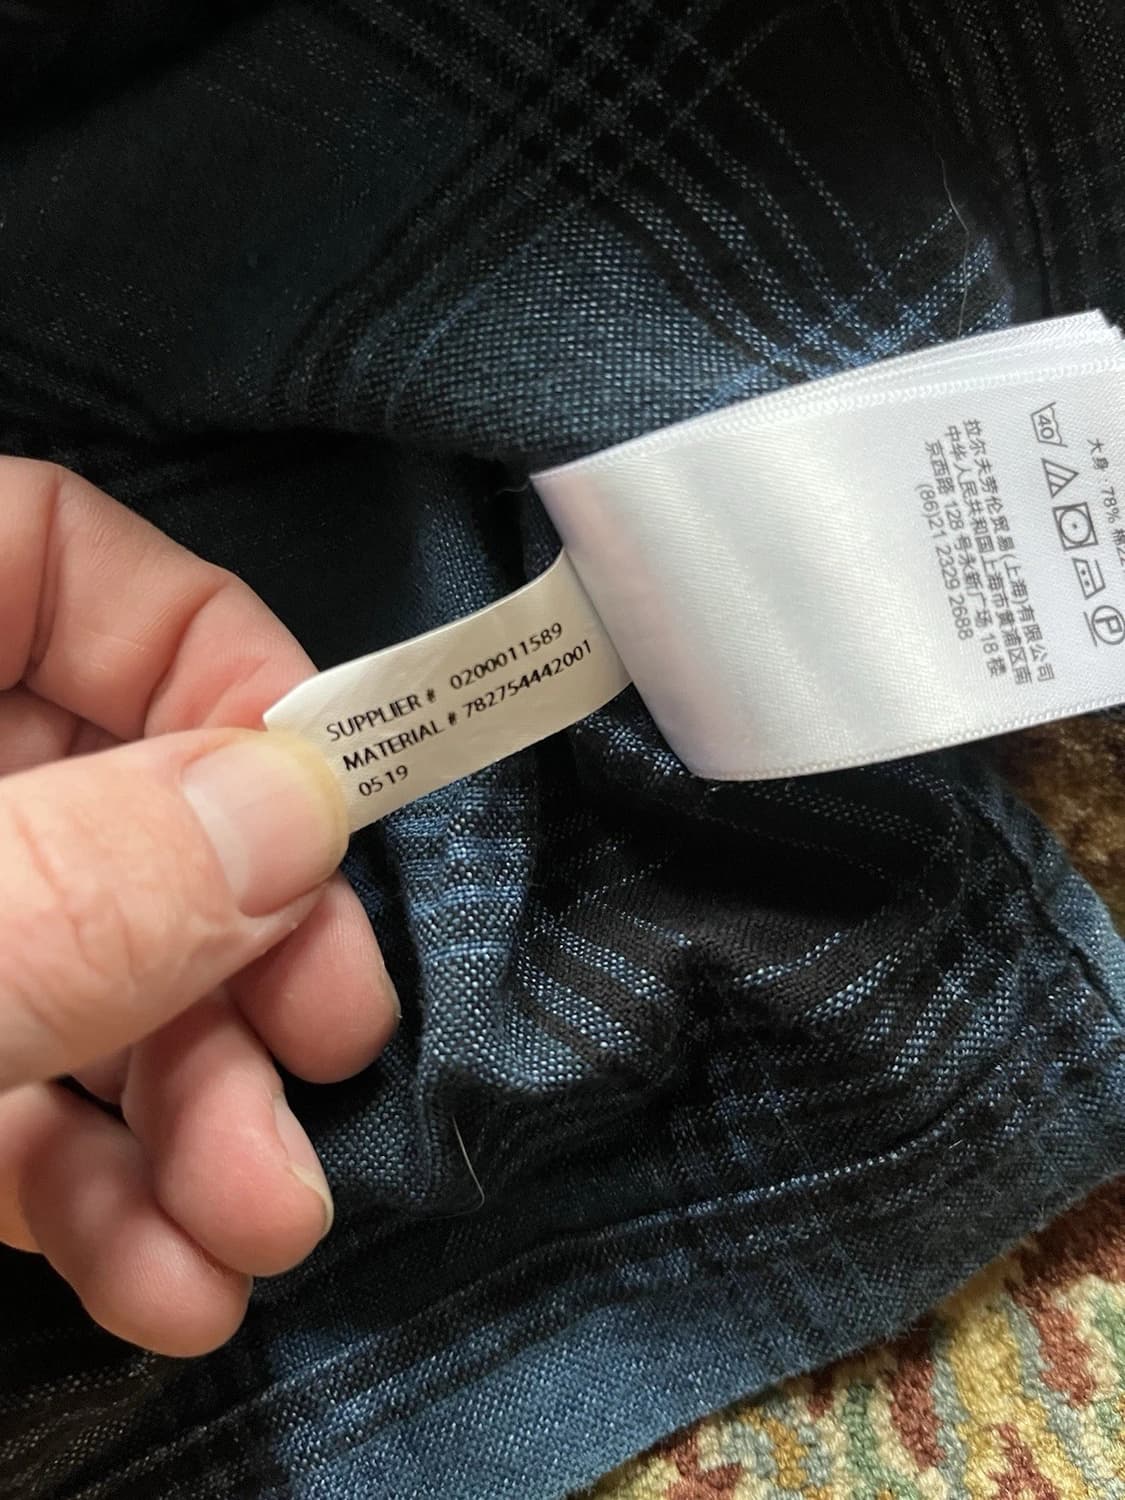 SUPPLIER # 0200011589
MATERIAL # 782754442001
0519
大身: 78% 棉
40
P
拉尔夫劳伦贸易(上海)有限公司
中华人民共和国上海市黄浦区南
京西路 128 号永新广场 18 楼
(86)21 2329 2688